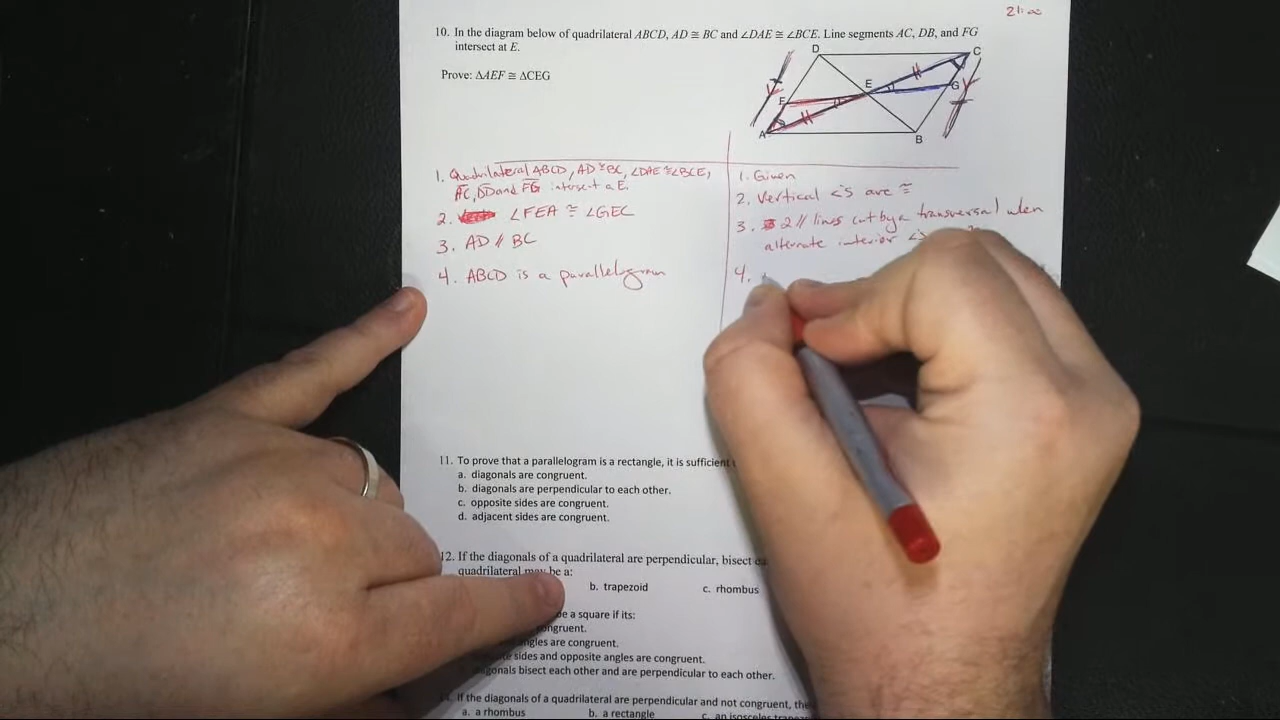 21:00
10. In the diagram below of quadrilateral ABCD, AD ≅ BC and ∠DAE ≅ ∠BCE. Line segments AC, DB, and FG
intersect at E.
Prove: ΔAEF ≅ ΔCEG
D C
E
G
F
A
B
1. Quadrilateral ABCD, AD ≅ BC, ∠DAE ≅ ∠BCE,
AC, BD and FG intersect a E.
2. ∠FEA ≅ ∠GEC
3. AD // BC
4. ABCD is a parallelogram
1. Given
2. Vertical <'s are ≅
3. 2 // lines cut by a transversal when
alternate interior
4.
11. To prove that a parallelogram is a rectangle, it is sufficient
a. diagonals are congruent.
b. diagonals are perpendicular to each other.
c. opposite sides are congruent.
d. adjacent sides are congruent.
12. If the diagonals of a quadrilateral are perpendicular, bisect
quadrilateral may be a:
b. trapezoid c. rhombus
be a square if its:
congruent.
angles are congruent.
sides and opposite angles are congruent.
diagonals bisect each other and are perpendicular to each other.
If the diagonals of a quadrilateral are perpendicular and not congruent,
a. a rhombus b. a rectangle c. an isosceles